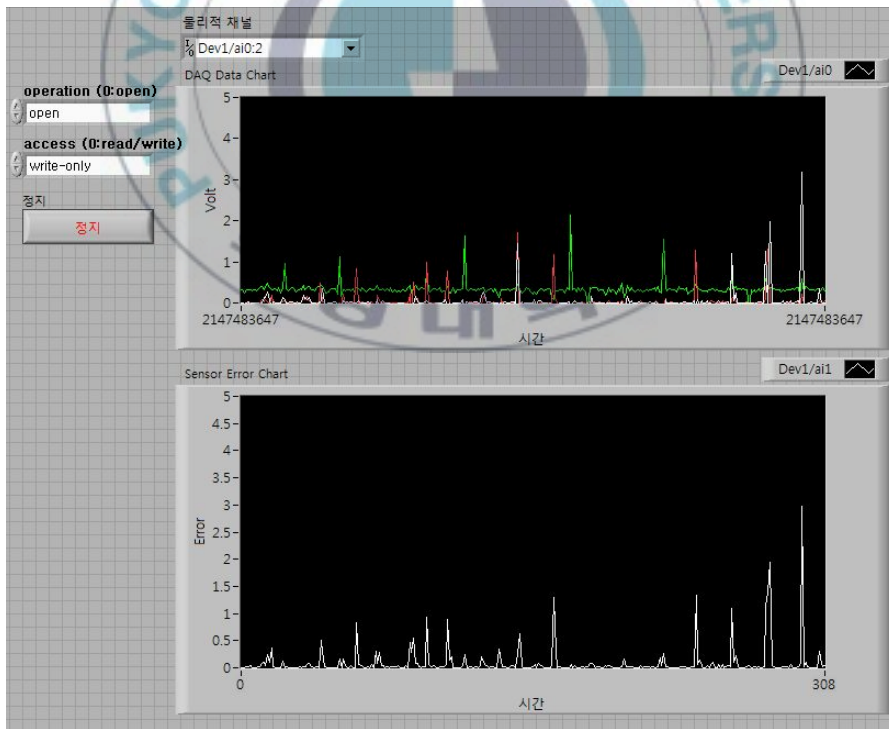 물리적 채널
Dev1/ai0:2
DAQ Data Chart
Dev1/ai0
operation (0:open)
open
access (0:read/write)
write-only
정지
정지
Volt
5
4
3
2
1
0
2147483647
2147483647
시간
Sensor Error Chart
Dev1/ai1
Error
5
4.5
4
3.5
3
2.5
2
1.5
1
0.5
0
0
308
시간